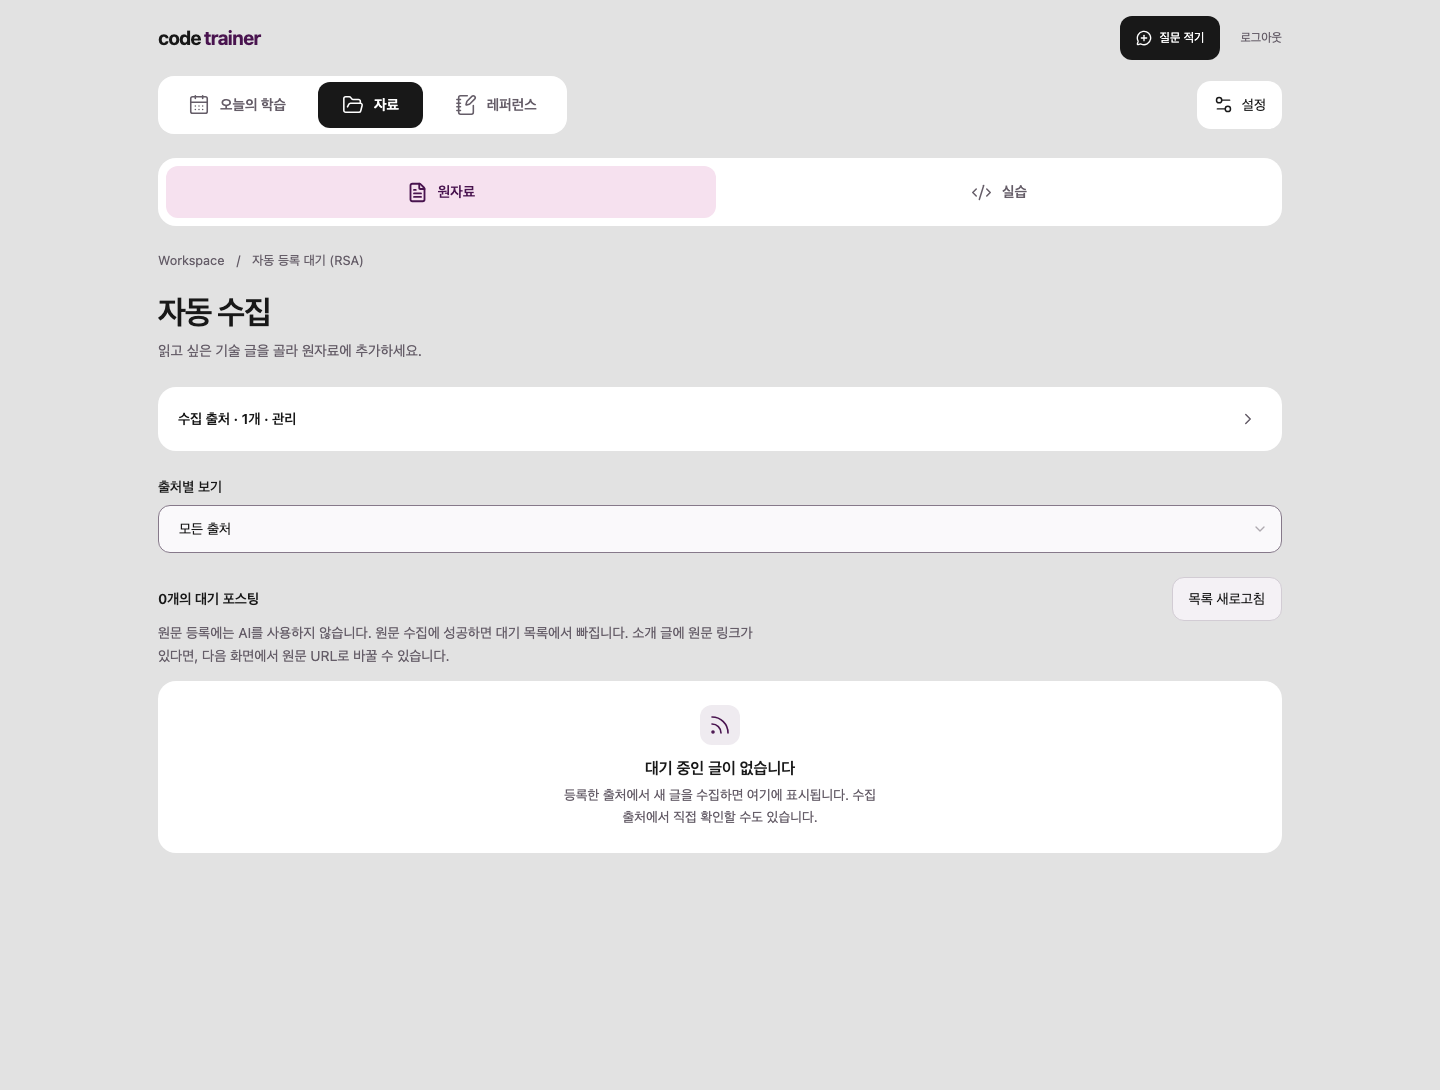 code trainer
질문 적기
로그아웃
오늘의 학습
자료
레퍼런스
설정
원자료
실습
Workspace / 자동 등록 대기 (RSA)
자동 수집
읽고 싶은 기술 글을 골라 원자료에 추가하세요.
수집 출처 · 1개 · 관리
출처별 보기
모든 출처
0개의 대기 포스팅
목록 새로고침
원문 등록에는 AI를 사용하지 않습니다. 원문 수집에 성공하면 대기 목록에서 빠집니다. 소개 글에 원문 링크가
있다면, 다음 화면에서 원문 URL로 바꿀 수 있습니다.
대기 중인 글이 없습니다
등록한 출처에서 새 글을 수집하면 여기에 표시됩니다. 수집
출처에서 직접 확인할 수도 있습니다.